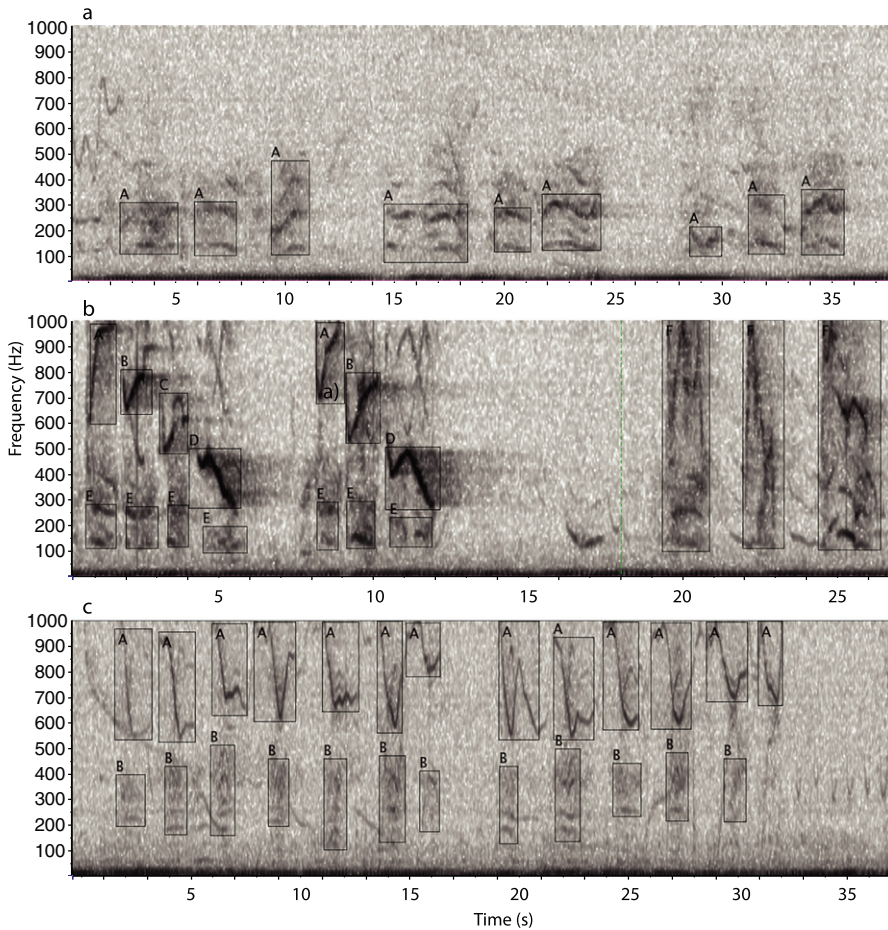 a
1000
900
800
700
600
500
400
300
200
100
A A A A A A A A A
5 10 15 20 25 30 35
b
1000
900
800
700
600
500
400
300
200
100
A B C D A B D F F F
a)
E E E E E E E
5 10 15 20 25
Frequency (Hz)
c
1000
900
800
700
600
500
400
300
200
100
A A A A A A A A A A A A A
B B B B B B B B B B B B
5 10 15 20 25 30 35
Time (s)